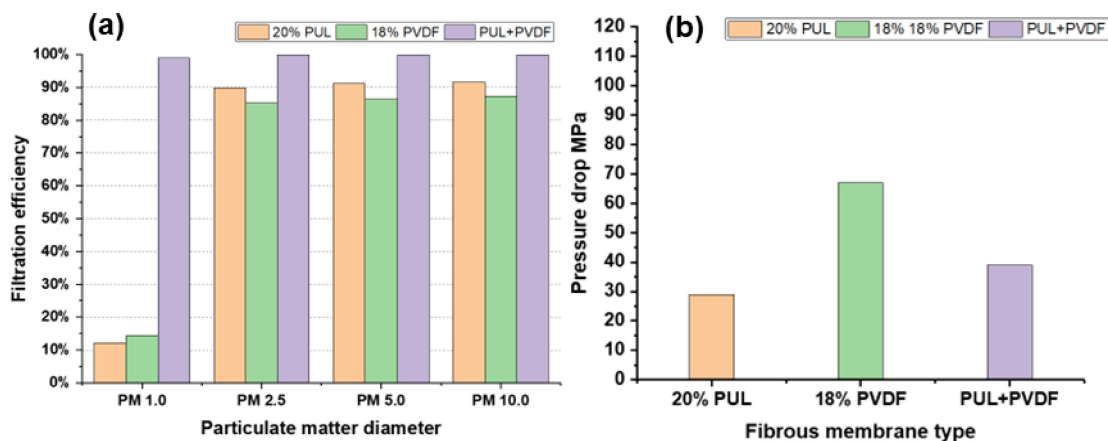 (a)
20% PUL 18% PVDF PUL+PVDF
Filtration efficiency
100%
90%
80%
70%
60%
50%
40%
30%
20%
10%
0%
PM 1.0 PM 2.5 PM 5.0 PM 10.0
Particulate matter diameter
(b)
20% PUL 18% 18% PVDF PUL+PVDF
Pressure drop MPa
120
110
100
90
80
70
60
50
40
30
20
10
0
20% PUL 18% PVDF PUL+PVDF
Fibrous membrane type